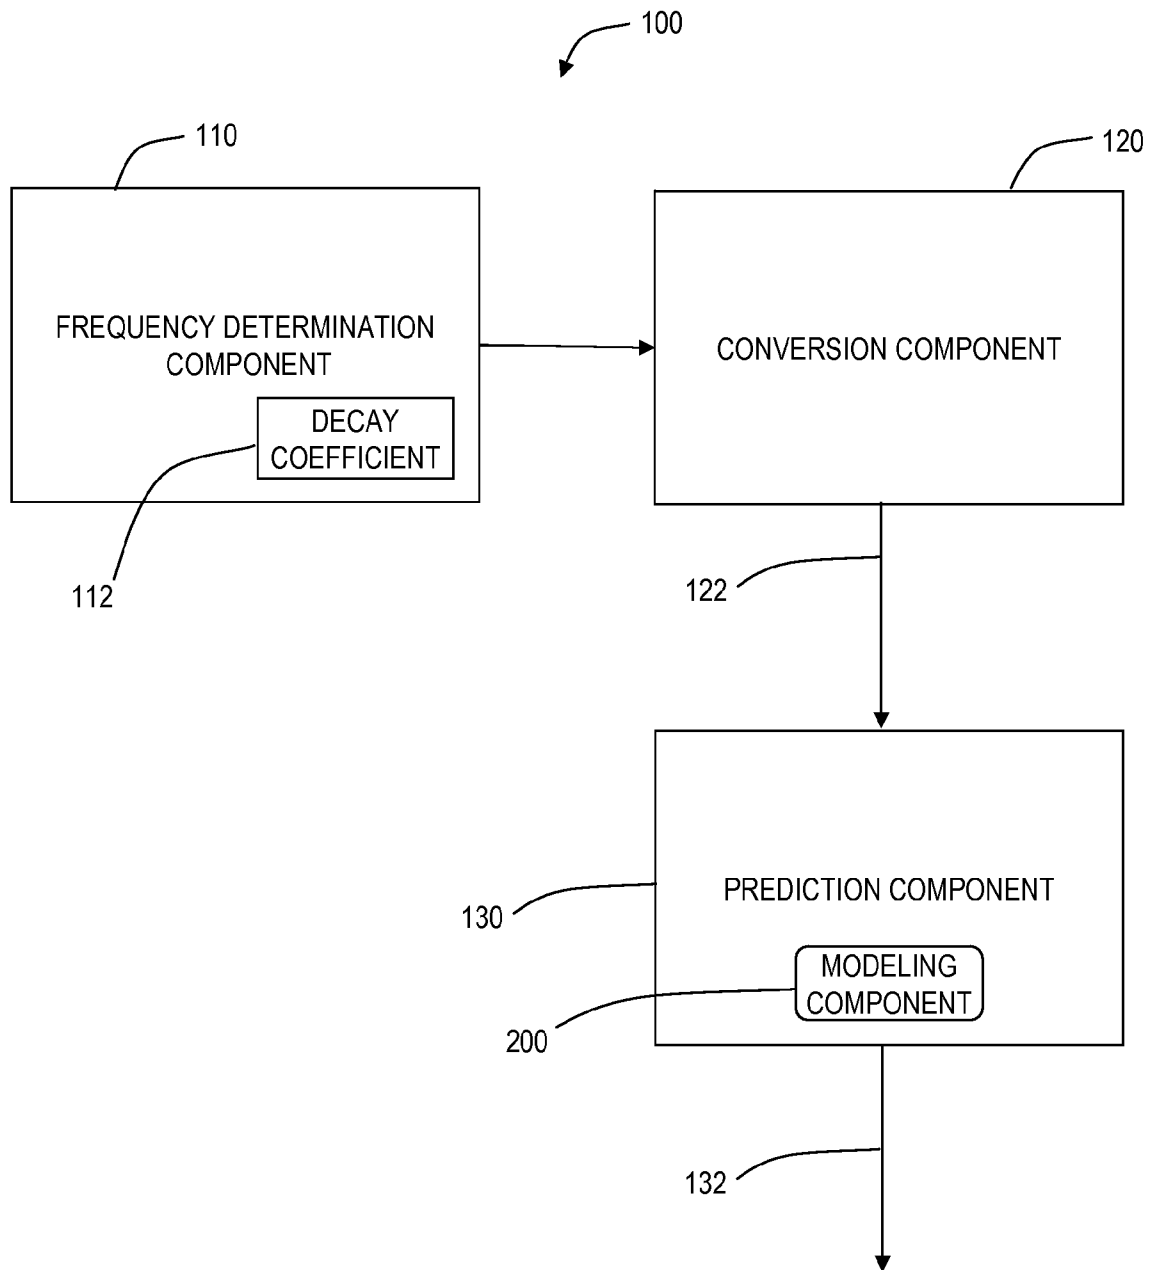 100
110
120
FREQUENCY DETERMINATION
COMPONENT
CONVERSION COMPONENT
DECAY
COEFFICIENT
112
122
PREDICTION COMPONENT
130
MODELING
COMPONENT
200
132